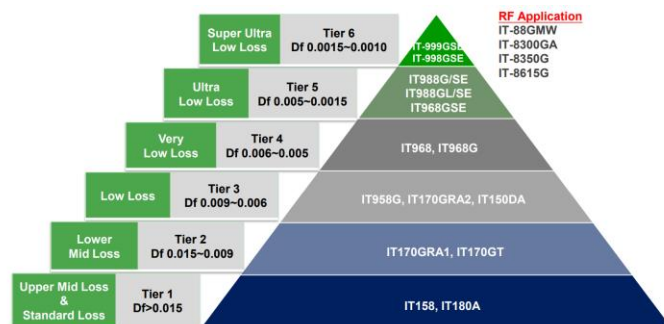 RF Application
IT-88GMW
IT-8300GA
IT-8350G
IT-8615G
Super Ultra
Low Loss
Tier 6
Df 0.0015~0.0010
IT-999GSE
IT-998GSE
Ultra
Low Loss
Tier 5
Df 0.005~0.0015
IT988G/SE
IT988GL/SE
IT968GSE
Very
Low Loss
Tier 4
Df 0.006~0.005
IT968, IT968G
Low Loss
Tier 3
Df 0.009~0.006
IT958G, IT170GRA2, IT150DA
Lower
Mid Loss
Tier 2
Df 0.015~0.009
IT170GRA1, IT170GT
Upper Mid Loss
&
Standard Loss
Tier 1
Df>0.015
IT158, IT180A